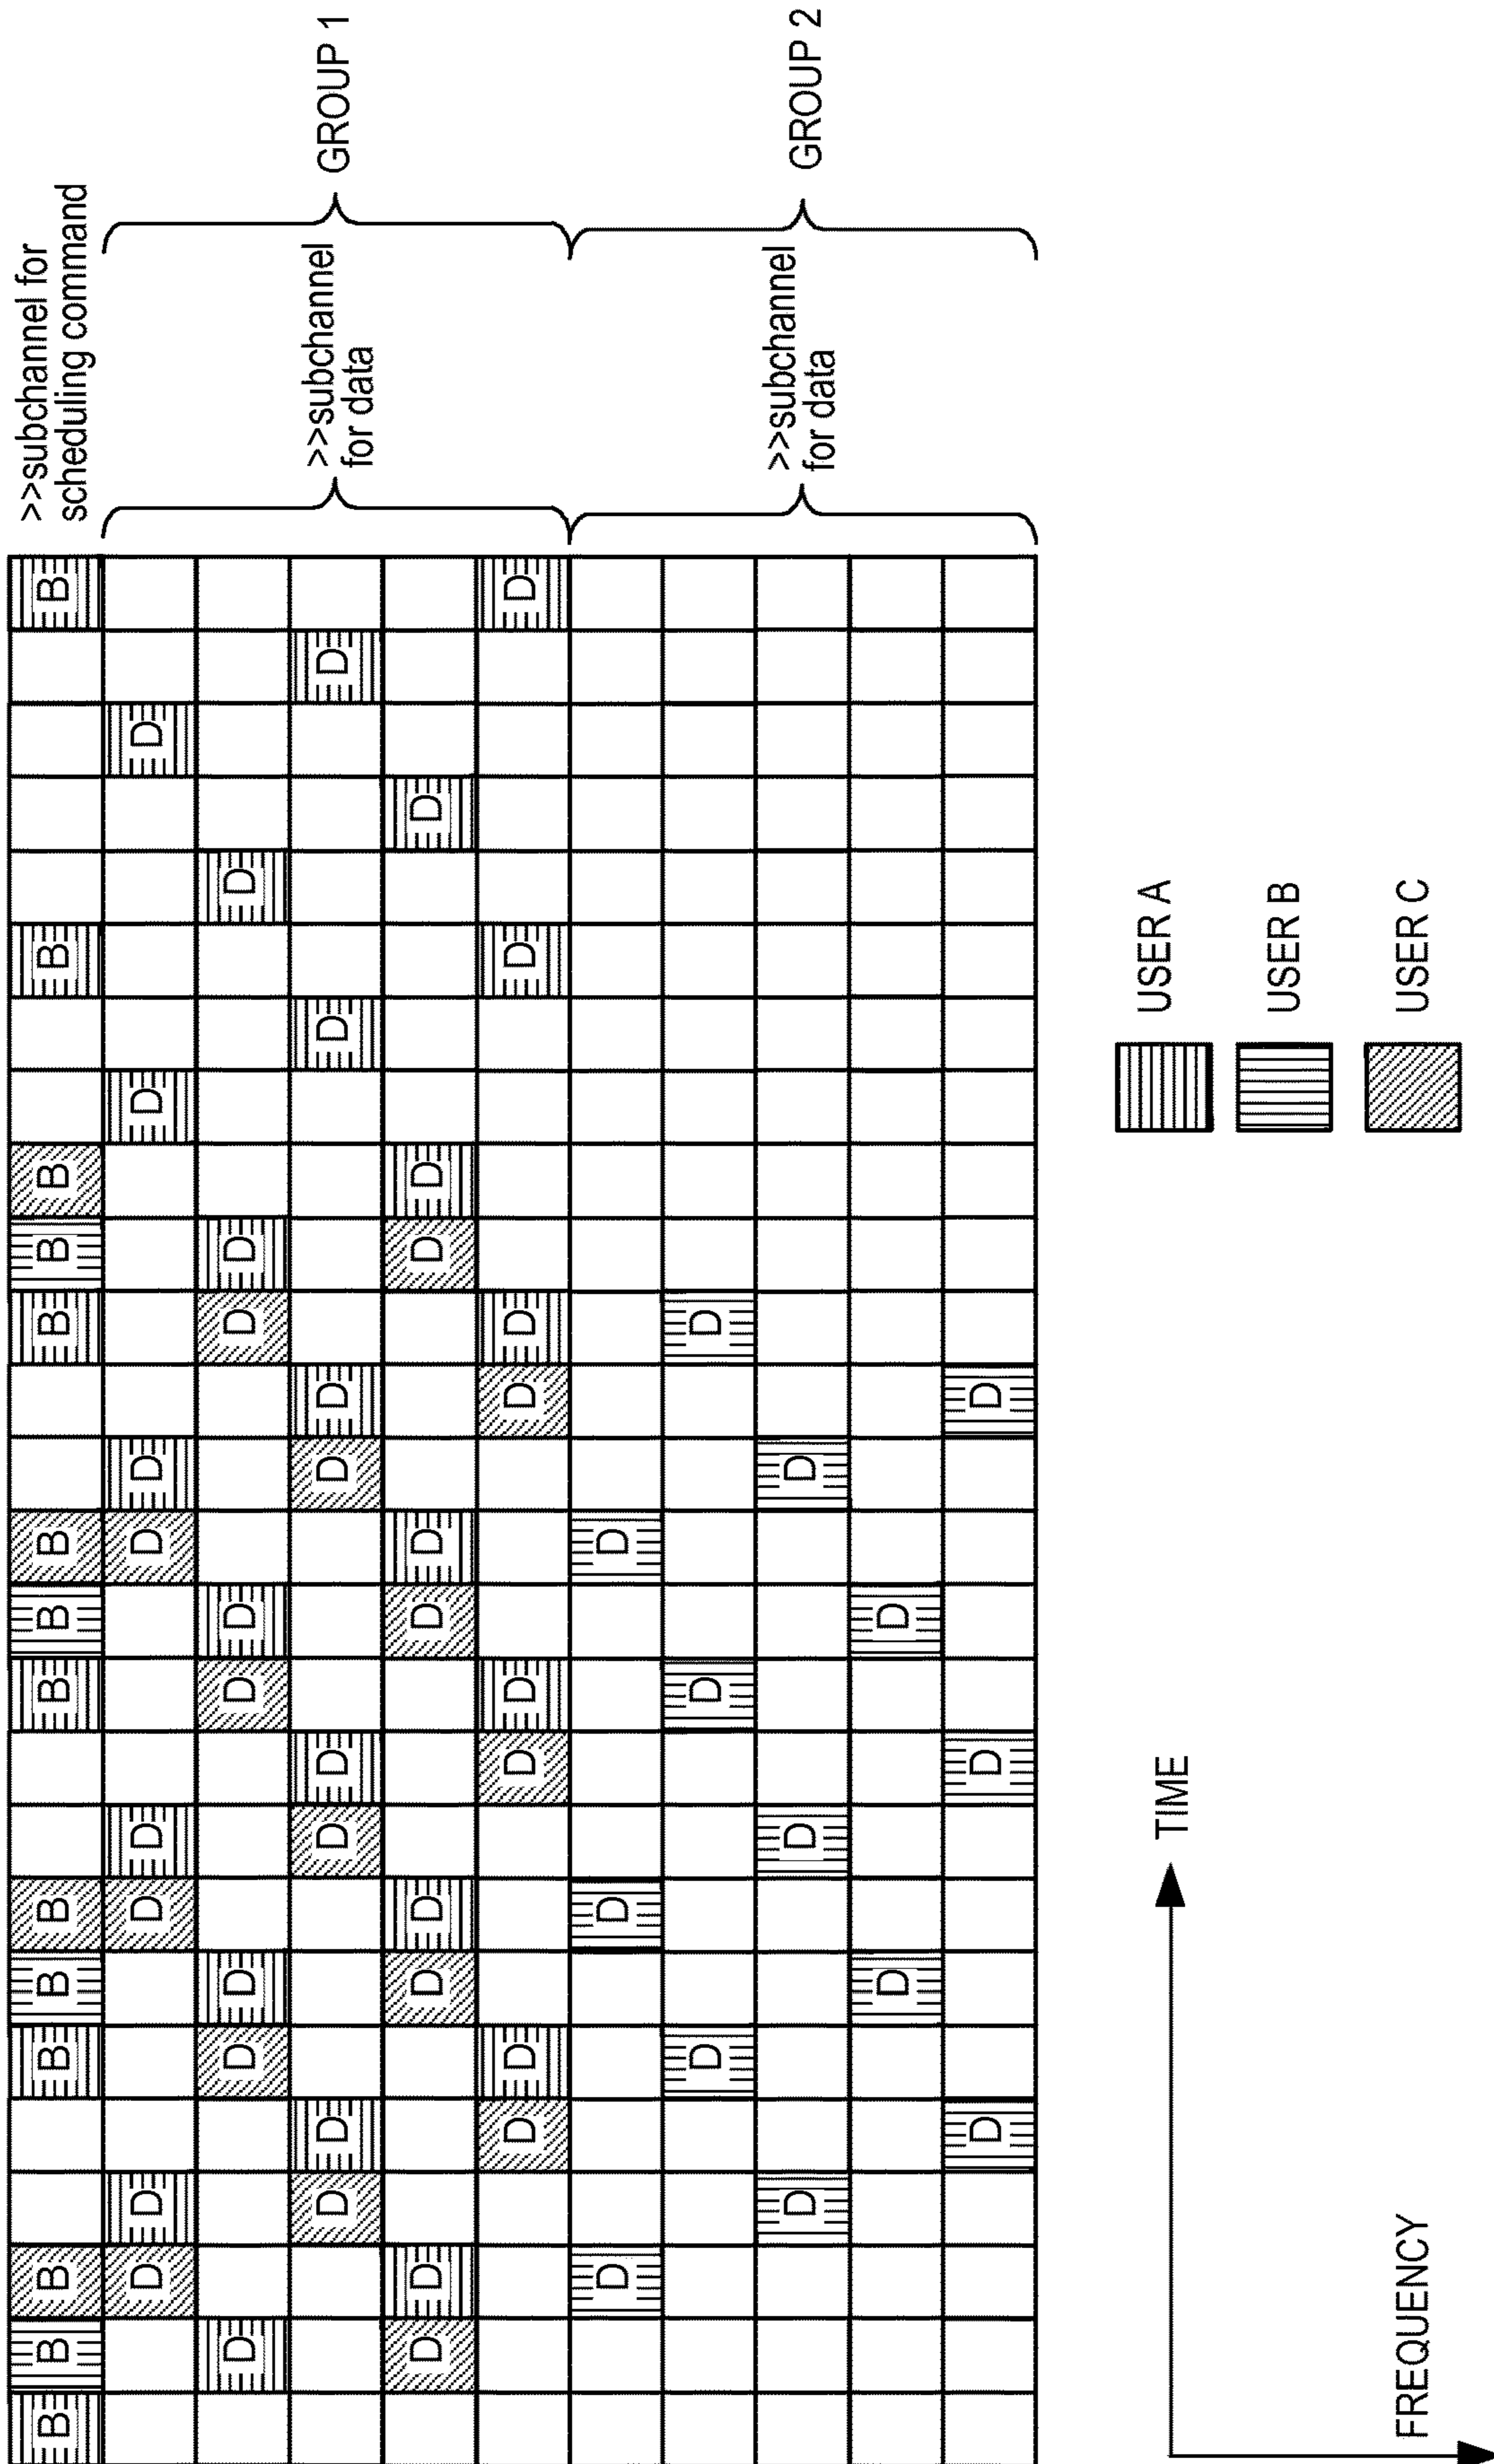 B B B B B B B B B B B B B B
>>subchannel for
scheduling command
D D D D D D D D
D D D D D D D D
D D D D D D D D
D D D D D D D D D
D D D D D D D D
>>subchannel
for data
GROUP 1
D D D
D D D
D D D
D D
D D D
>>subchannel
for data
GROUP 2
TIME
FREQUENCY
USER A
USER B
USER C